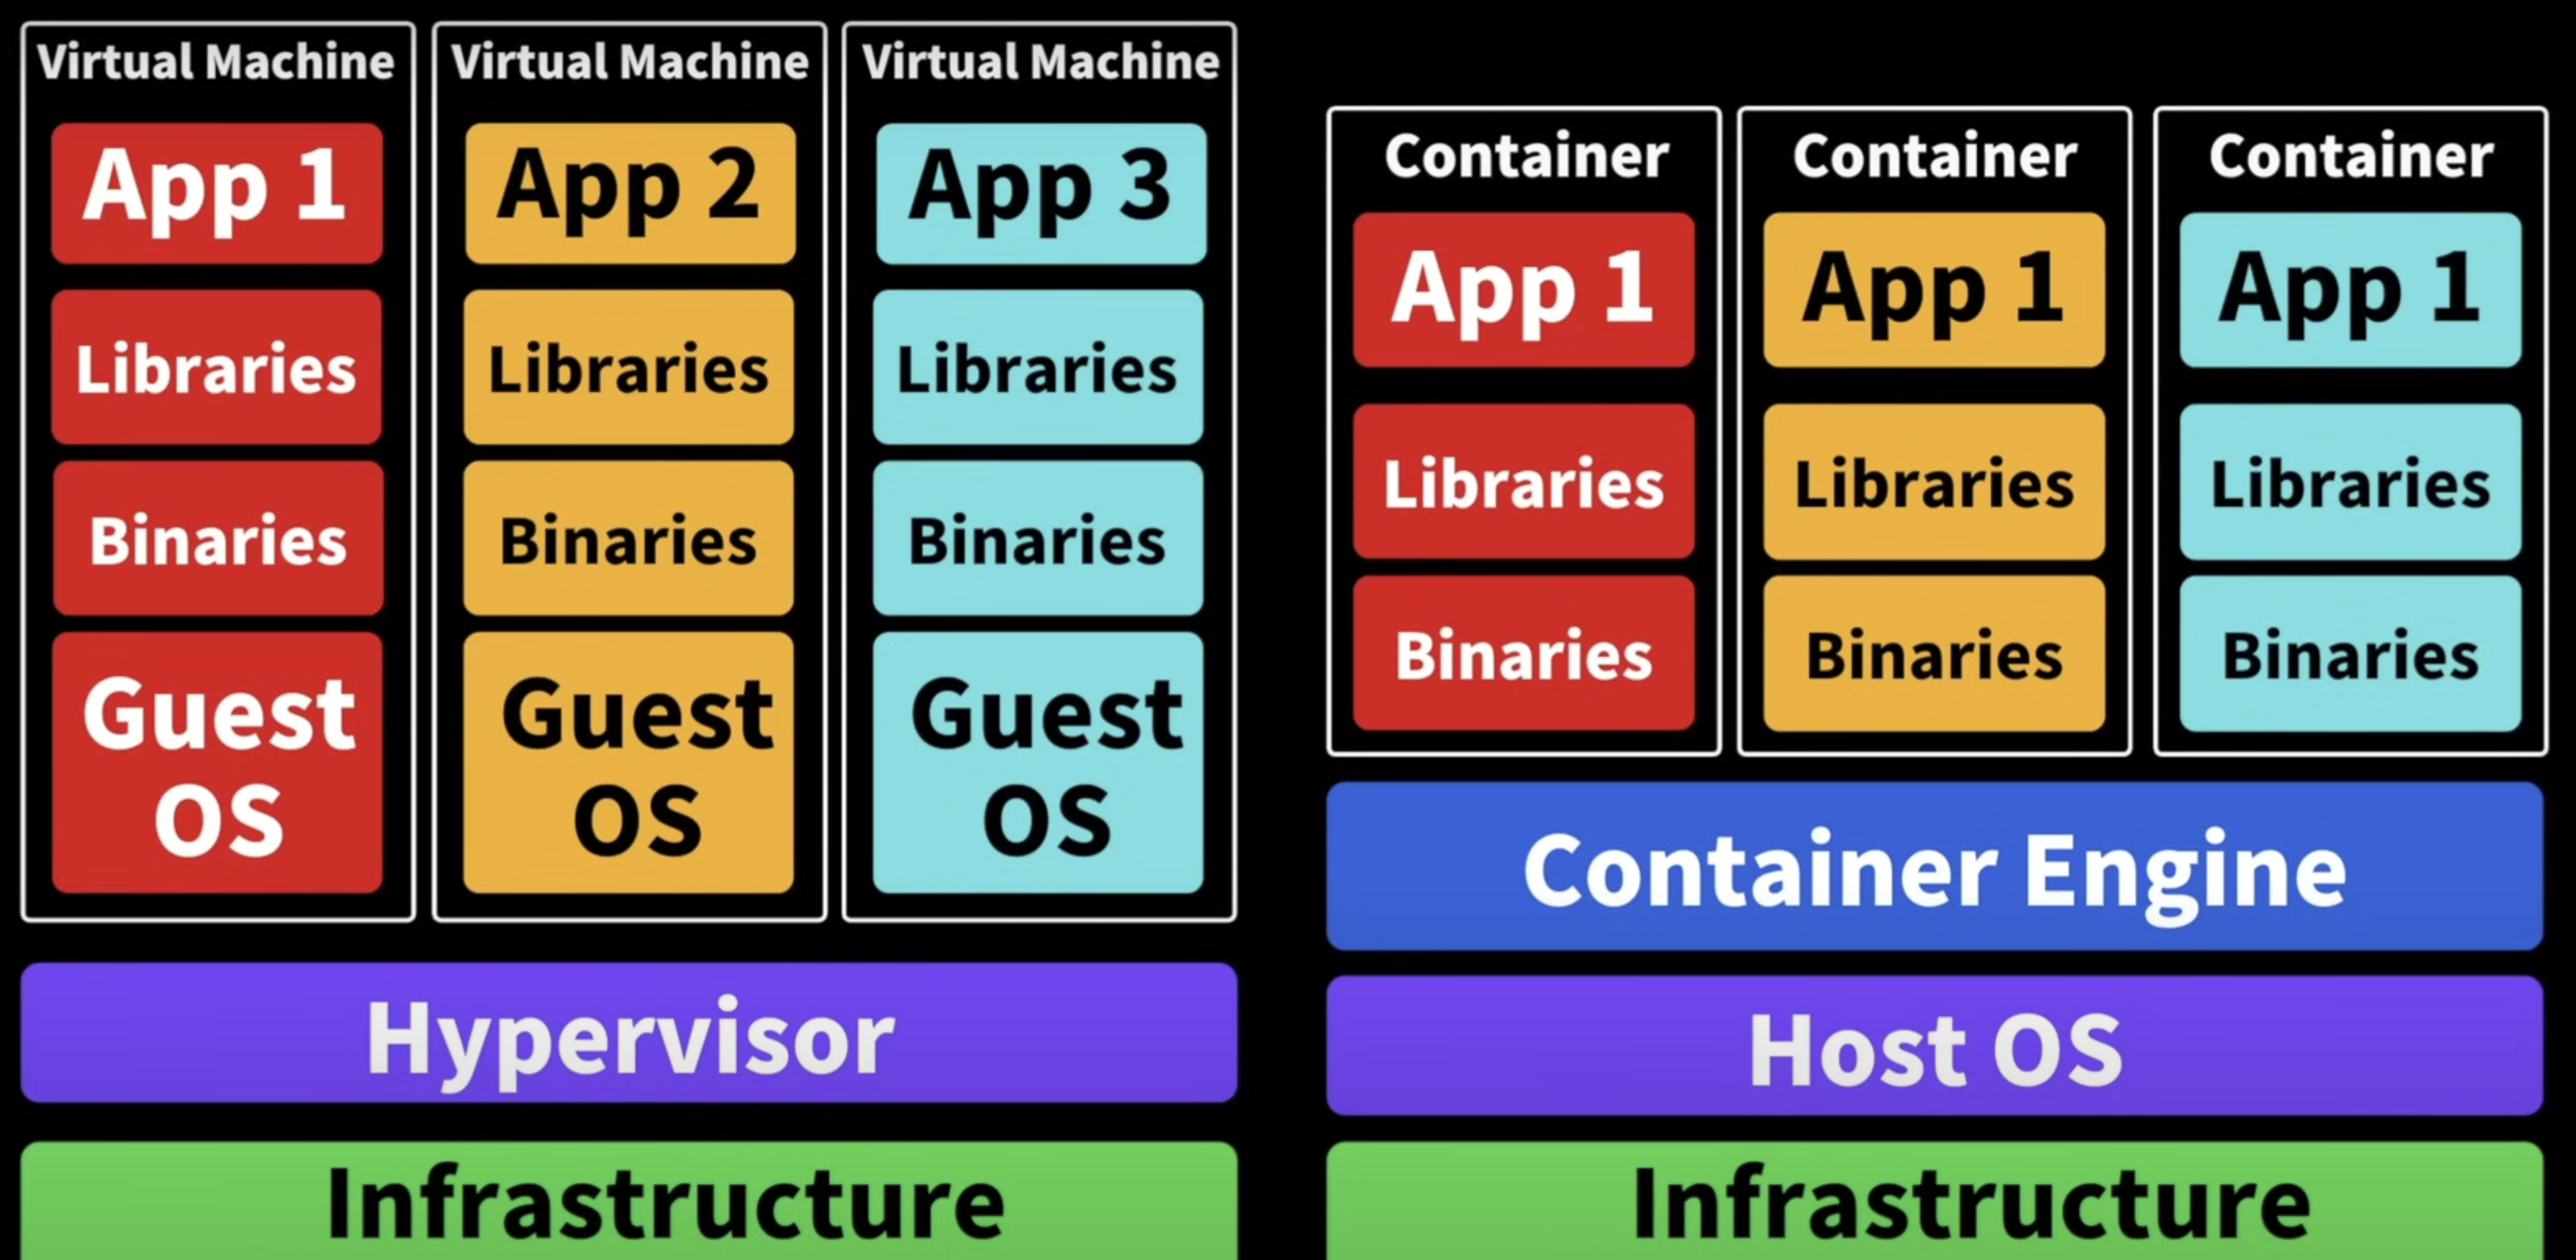 Virtual Machine
App 1
Libraries
Binaries
Guest
OS
Virtual Machine
App 2
Libraries
Binaries
Guest
OS
Virtual Machine
App 3
Libraries
Binaries
Guest
OS
Hypervisor
Infrastructure
Container
App 1
Libraries
Binaries
Container
App 1
Libraries
Binaries
Container
App 1
Libraries
Binaries
Container Engine
Host OS
Infrastructure